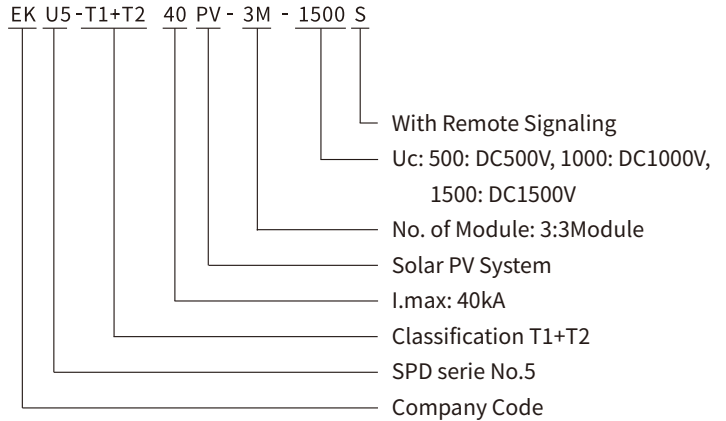 EK U5-T1+T2 40 PV - 3M - 1500 S
With Remote Signaling
Uc: 500: DC500V, 1000: DC1000V,
1500: DC1500V
No. of Module: 3:3Module
Solar PV System
I.max: 40kA
Classification T1+T2
SPD serie No.5
Company Code